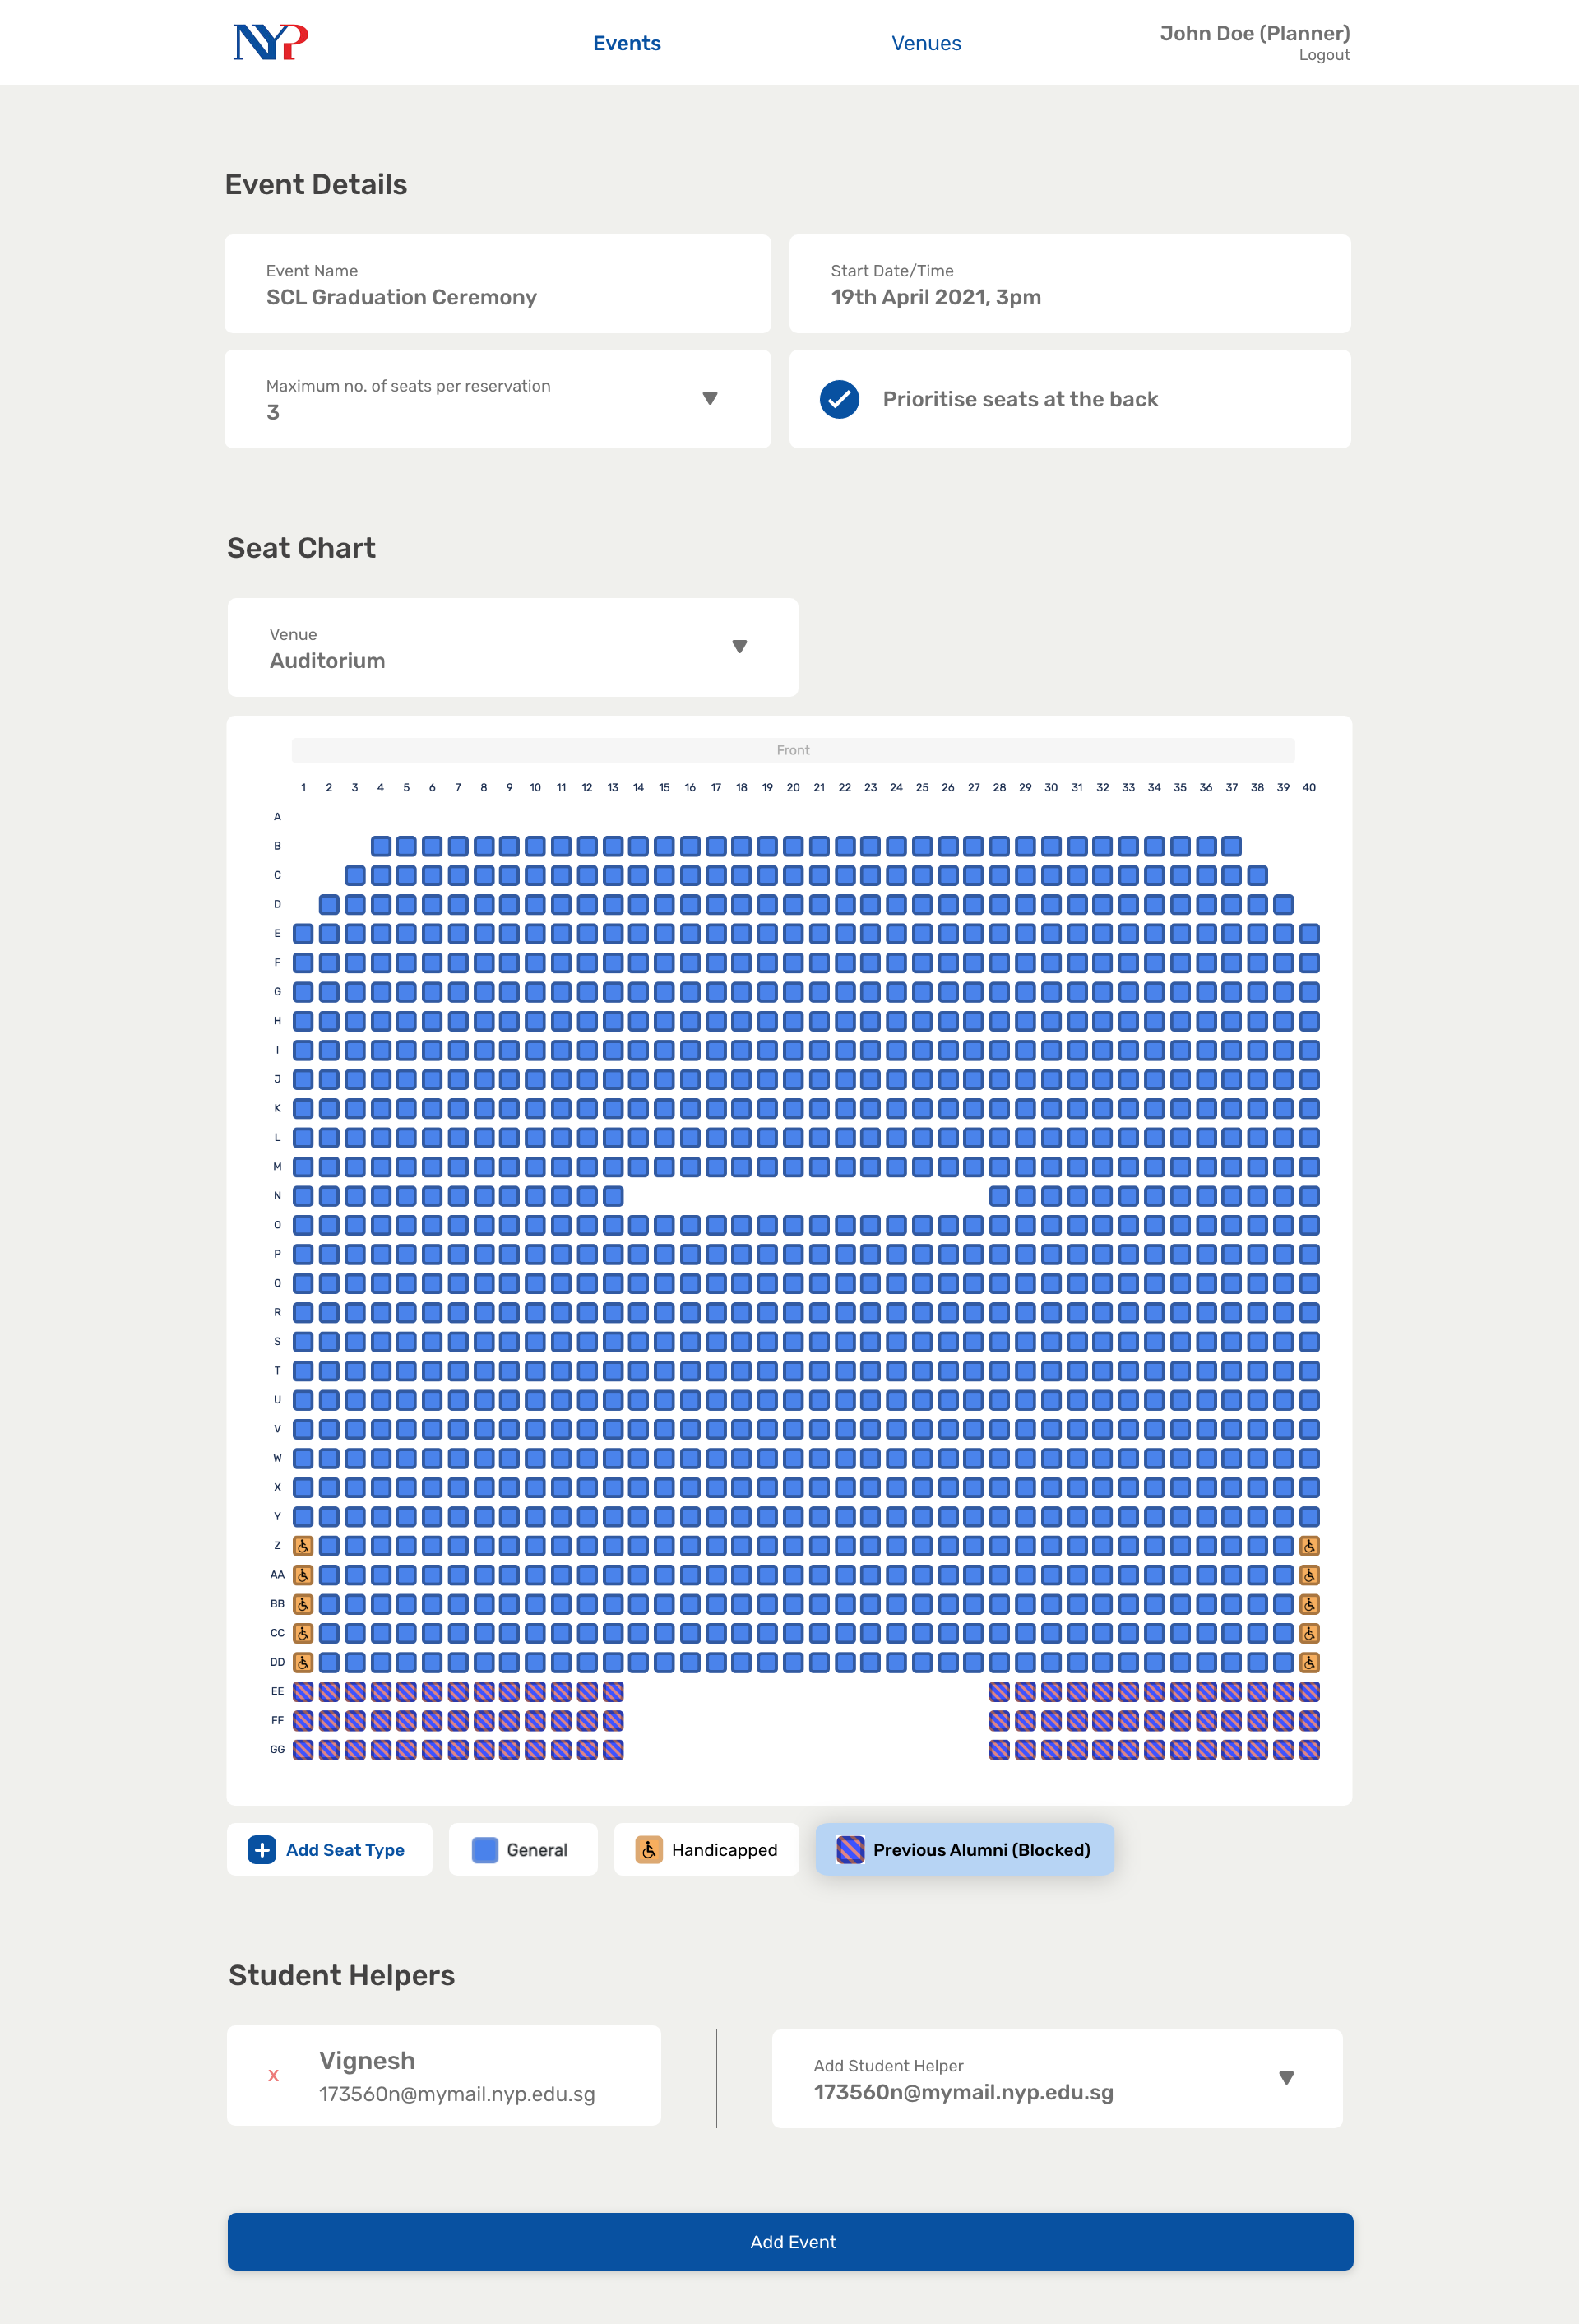 NYP
Events
Venues
John Doe (Planner)
Logout
Event Details
Event Name
SCL Graduation Ceremony
Start Date/Time
19th April 2021, 3pm
Maximum no. of seats per reservation
3
Prioritise seats at the back
Seat Chart
Venue
Auditorium
Front
1 2 3 4 5 6 7 8 9 10 11 12 13 14 15 16 17 18 19 20 21 22 23 24 25 26 27 28 29 30 31 32 33 34 35 36 37 38 39 40
A
B
C
D
E
F
G
H
I
J
K
L
M
N
O
P
Q
R
S
T
U
V
W
X
Y
Z
AA
BB
CC
DD
EE
FF
GG
Add Seat Type
General
Handicapped
Previous Alumni (Blocked)
Student Helpers
x
Vignesh
173560n@mymail.nyp.edu.sg
Add Student Helper
173560n@mymail.nyp.edu.sg
Add Event